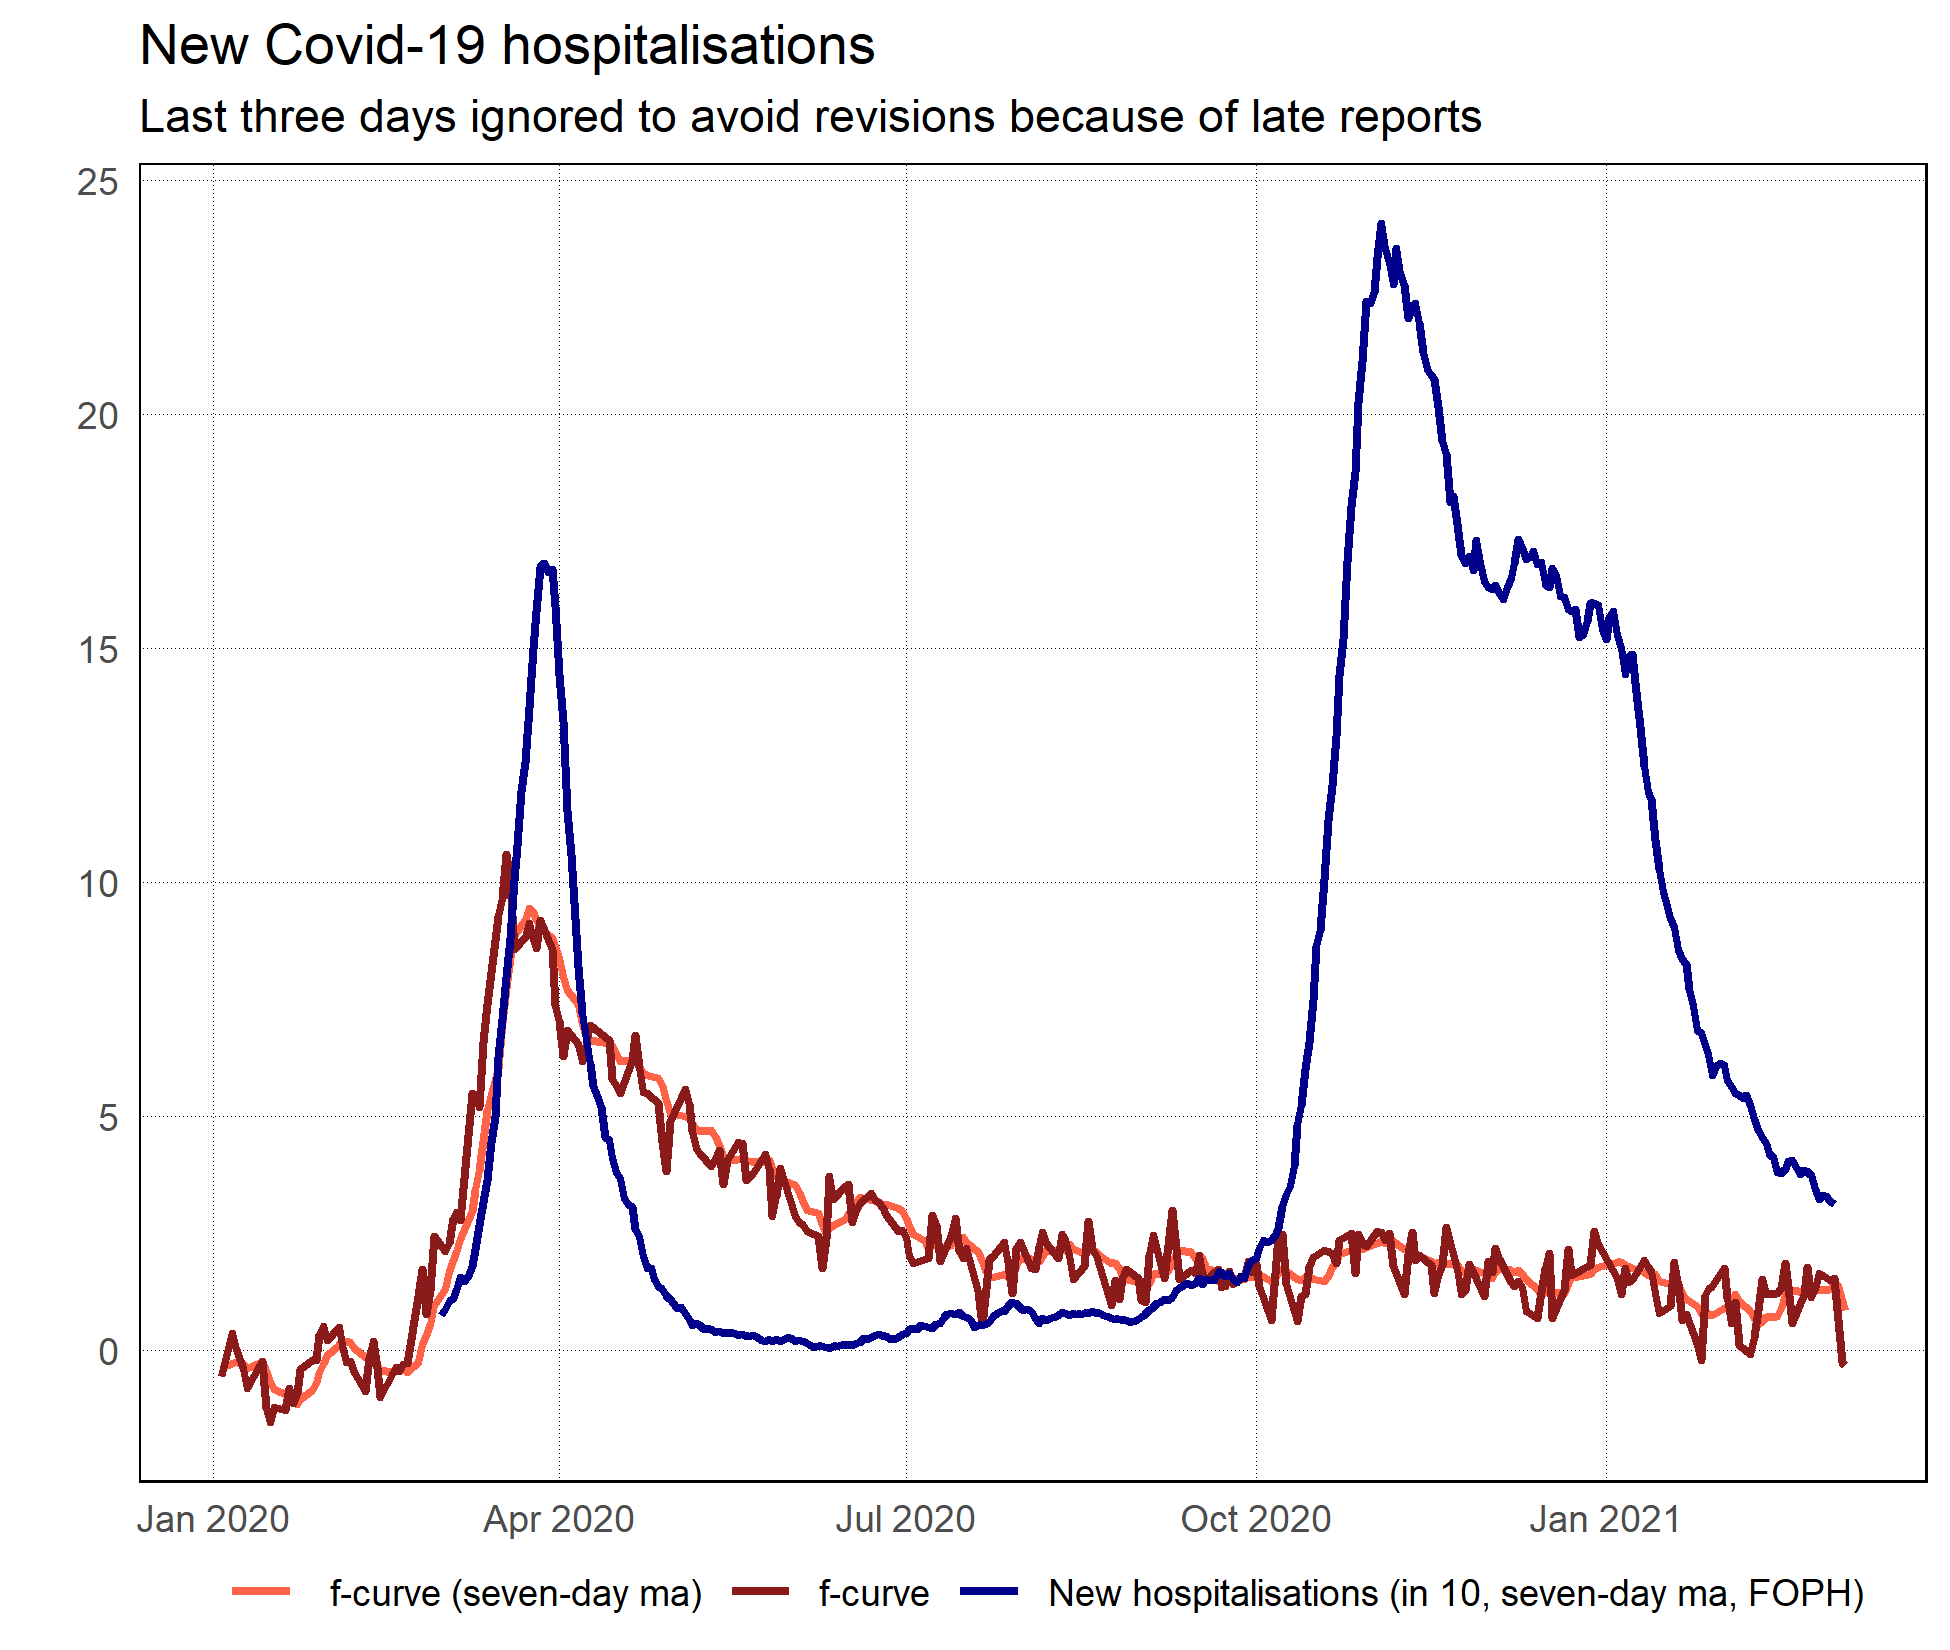 New Covid-19 hospitalisations
Last three days ignored to avoid revisions because of late reports
25
20
15
10
5
0
Jan 2020 Apr 2020 Jul 2020 Oct 2020 Jan 2021
f-curve (seven-day ma) f-curve New hospitalisations (in 10, seven-day ma, FOPH)